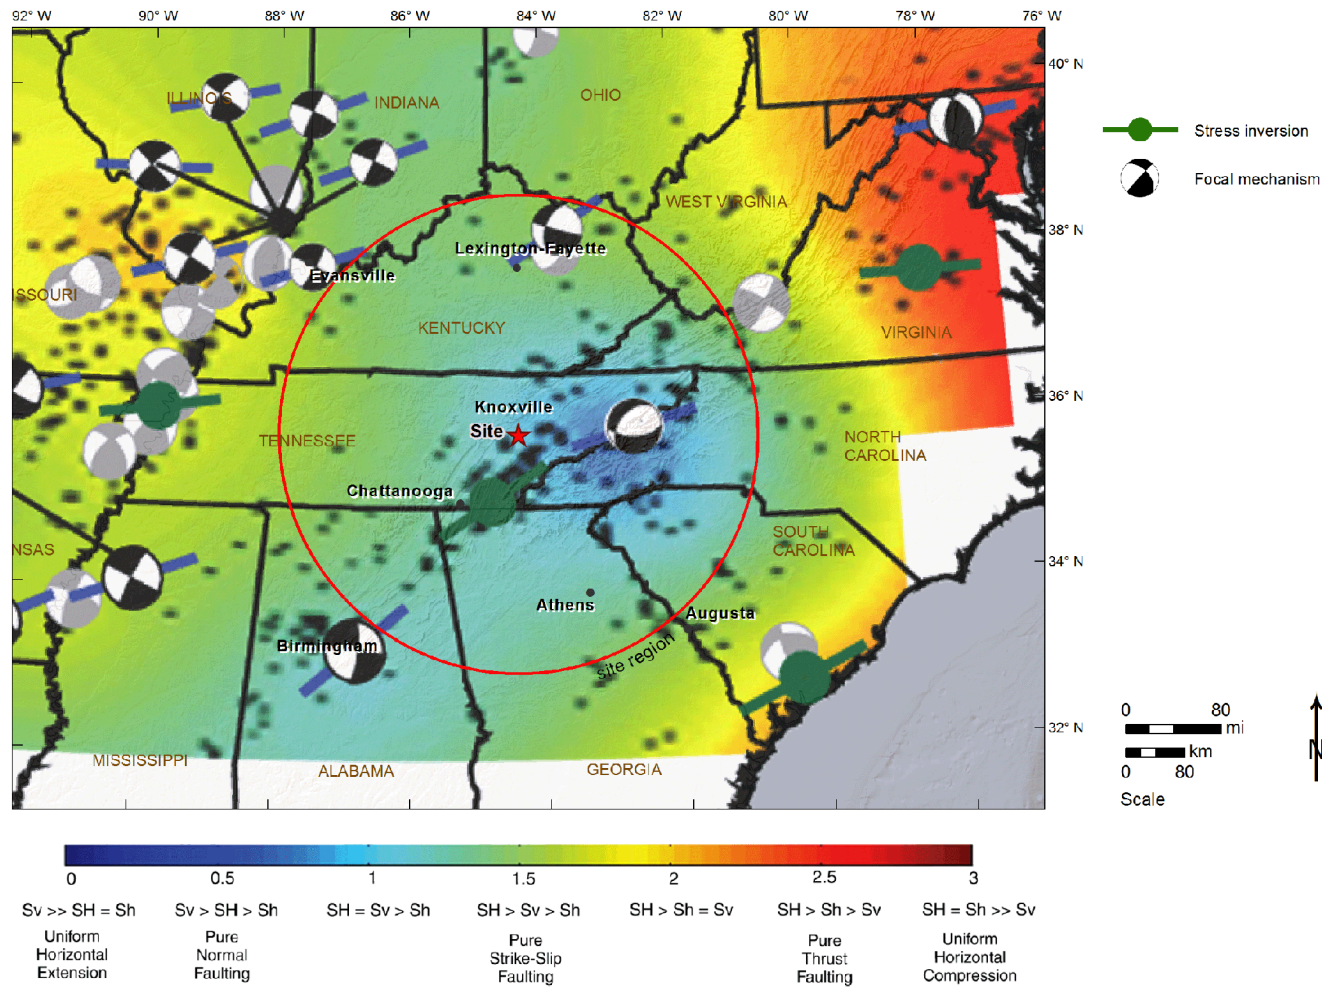 92° W
90° W
88° W
86° W
84° W
82° W
80° W
78° W
76° W
40° N
ILLINOIS
INDIANA
OHIO
Stress inversion
Focal mechanism
WEST VIRGINIA
38° N
Lexington-Fayette
Evansville
ISSOURI
KENTUCKY
VIRGINIA
36° N
Knoxville
Site
TENNESSEE
NORTH
CAROLINA
Chattanooga
NSAS
SOUTH
CAROLINA
34° N
Athens
Augusta
Birmingham
site region
32° N
MISSISSIPPI
ALABAMA
GEORGIA
0 80
mi
km
0 80
Scale
N
0 0.5 1 1.5 2 2.5 3
Sv >> SH = Sh
Sv > SH > Sh
SH = Sv > Sh
SH > Sv > Sh
SH > Sh = Sv
SH > Sh > Sv
SH = Sh >> Sv
Uniform
Horizontal
Extension
Pure
Normal
Faulting
Pure
Strike-Slip
Faulting
Pure
Thrust
Faulting
Uniform
Horizontal
Compression